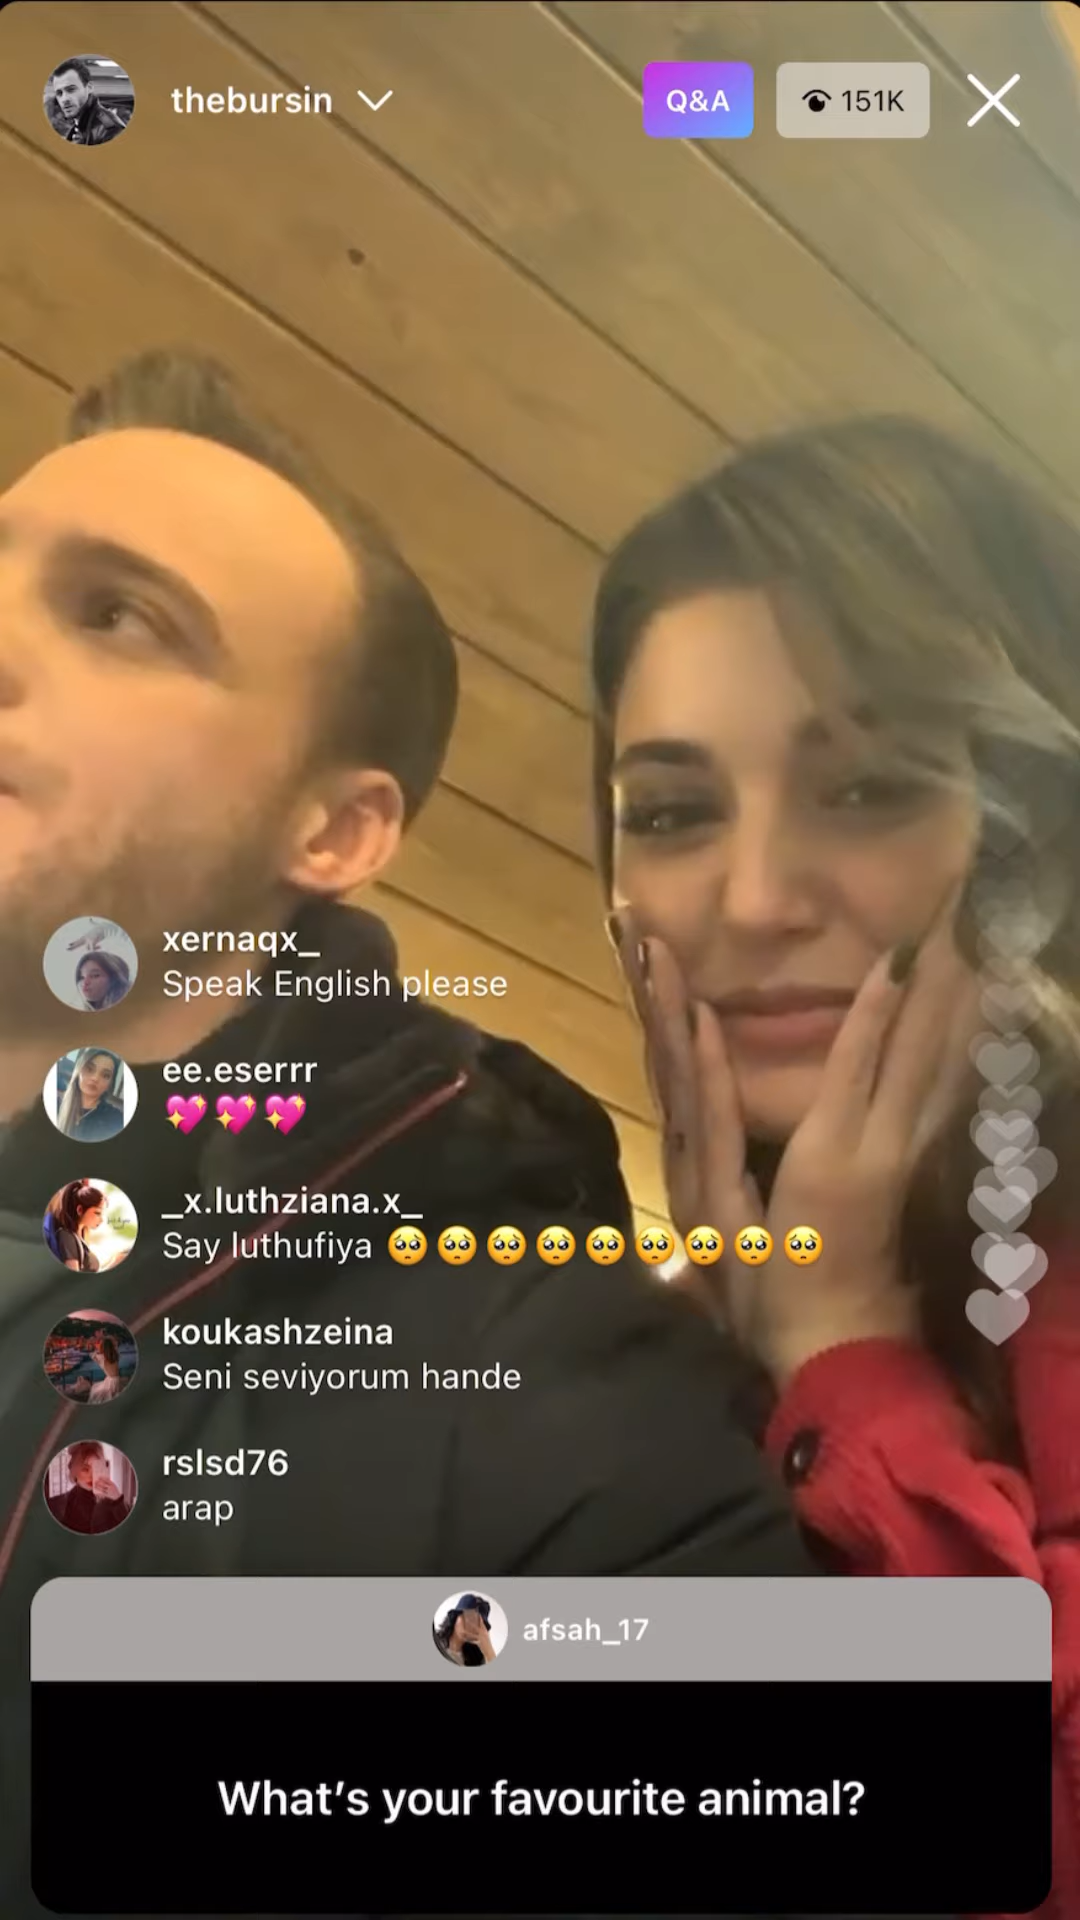 thebursin
Q&A
151K
xernaqx_
Speak English please
ee.eserrr
💖💖💖
_x.luthziana.x_
Say luthufiya 🥺🥺🥺🥺🥺🥺🥺🥺🥺
koukashzeina
Seni seviyorum hande
rslsd76
arap
afsah_17
What's your favourite animal?